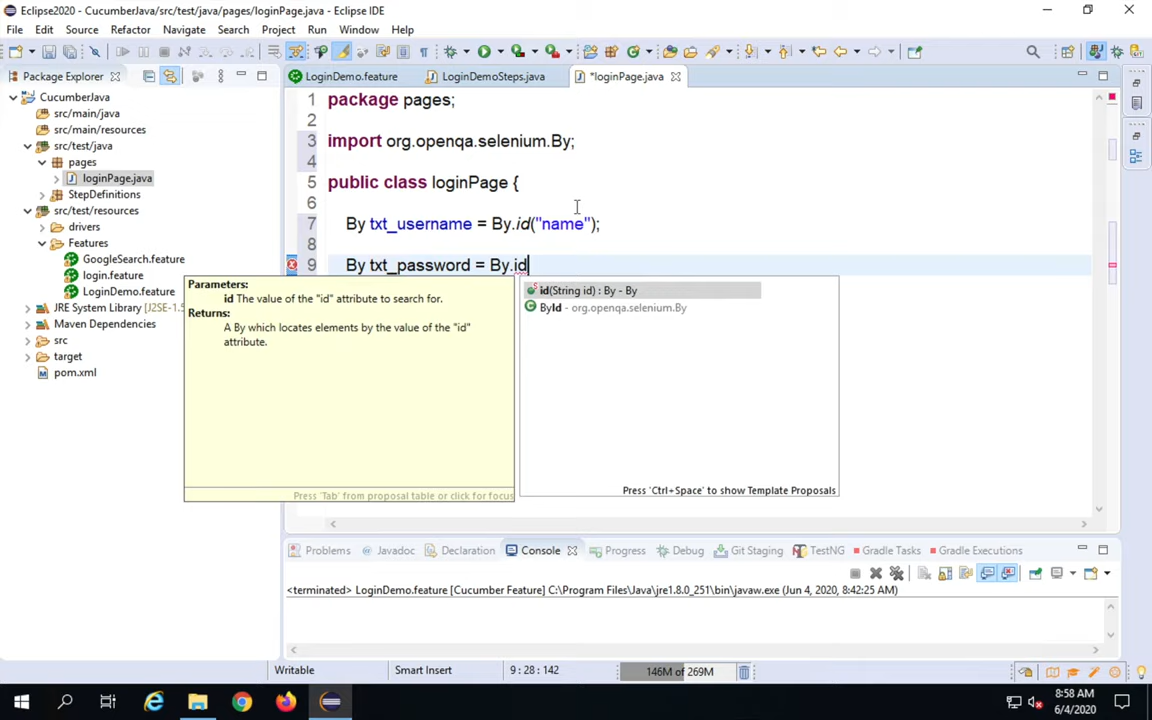 Eclipse2020 - CucumberJava/src/test/java/pages/loginPage.java - Eclipse IDE
File Edit Source Refactor Navigate Search Project Run Window Help
Package Explorer
LoginDemo.feature LoginDemoSteps.java *loginPage.java
CucumberJava
src/main/java
src/main/resources
src/test/java
pages
loginPage.java
StepDefinitions
src/test/resources
drivers
Features
GoogleSearch.feature
login.feature
LoginDemo.feature
JRE System Library [J2SE-1.5
Maven Dependencies
src
target
pom.xml
1 package pages;
2
3 import org.openqa.selenium.By;
4
5 public class loginPage {
6
7 By txt_username = By.id("name");
8
9 By txt_password = By.id
Parameters:
id The value of the "id" attribute to search for.
Returns:
A By which locates elements by the value of the "id"
attribute.
Press 'Tab' from proposal table or click for focus
id(String id) : By - By
ById - org.openqa.selenium.By
Press 'Ctrl+Space' to show Template Proposals
Problems Javadoc Declaration Console Progress Debug Git Staging TestNG Gradle Tasks Gradle Executions
<terminated> LoginDemo.feature [Cucumber Feature] C:\Program Files\Java\jre1.8.0_251\bin\javaw.exe (Jun 4, 2020, 8:42:25 AM)
Writable Smart Insert 9 : 28 : 142 146M of 269M
8:58 AM
6/4/2020